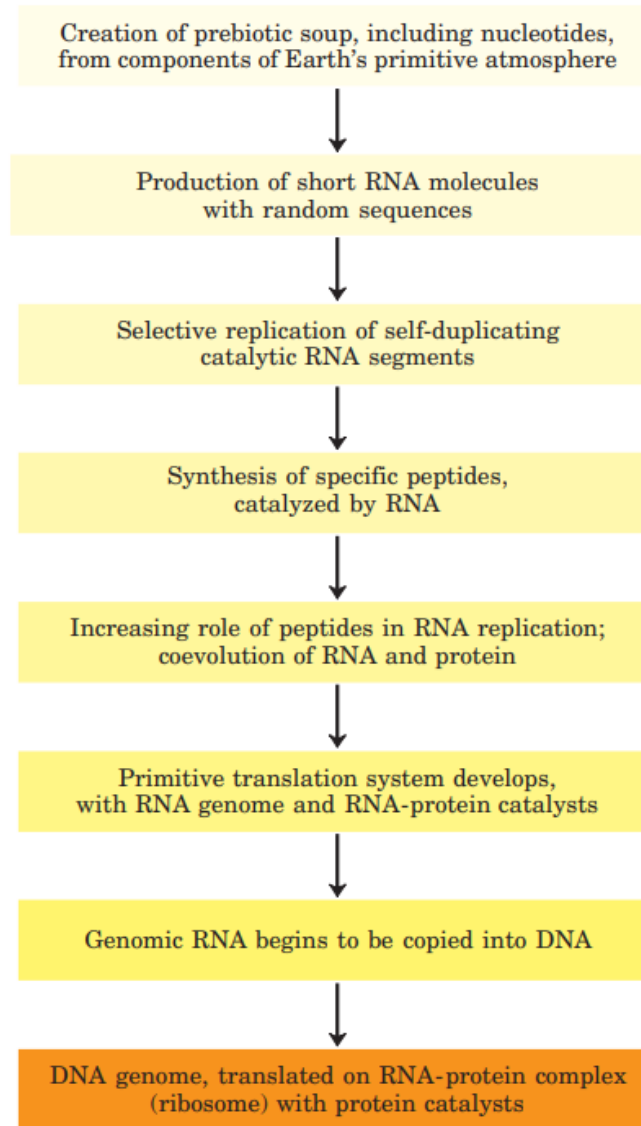 Creation of prebiotic soup, including nucleotides,
from components of Earth's primitive atmosphere
Production of short RNA molecules
with random sequences
Selective replication of self-duplicating
catalytic RNA segments
Synthesis of specific peptides,
catalyzed by RNA
Increasing role of peptides in RNA replication;
coevolution of RNA and protein
Primitive translation system develops,
with RNA genome and RNA-protein catalysts
Genomic RNA begins to be copied into DNA
DNA genome, translated on RNA-protein complex
(ribosome) with protein catalysts